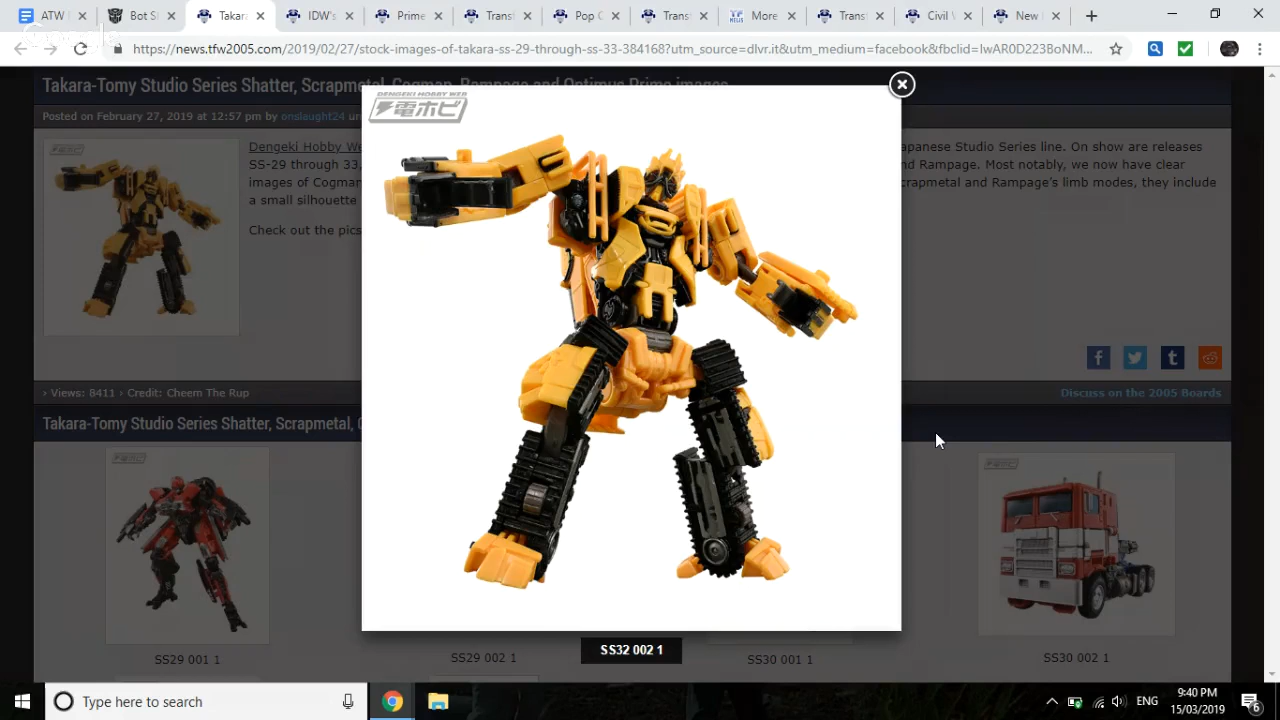 ATW
Bot S
Takara
IDW's
Prime
Transf
Pop C
Transf
More
Transf
Civil V
New
https://news.tfw2005.com/2019/02/27/stock-images-of-takara-ss-29-through-ss-33-384168?utm_source=dlvr.it&utm_medium=facebook&fbclid=IwAR0D223BoNM...
Takara-Tomy Studio Series Shatter, Scrapmetal, Cogman, Rampage and Optimus Prime images
Posted on February 27, 2019 at 12:57 pm by onslaught24 un
DENGEKI HOBBY WEB
電ホビ
Dengeki Hobby We
apanese Studio Series line. On show are releases
SS-29 through 33,
nd Rampage. Most notable, we have clear
images of Cogma
crapmetal and Rampage's limb modes, they include
a small silhouette
Check out the pics
› Views: 8411 › Credit: Cheem The Rup
Discuss on the 2005 Boards
Takara-Tomy Studio Series Shatter, Scrapmetal,
SS29 001 1
SS29 002 1
SS32 002 1
SS30 001 1
SS30 002 1
Type here to search
ENG
9:40 PM
15/03/2019
6